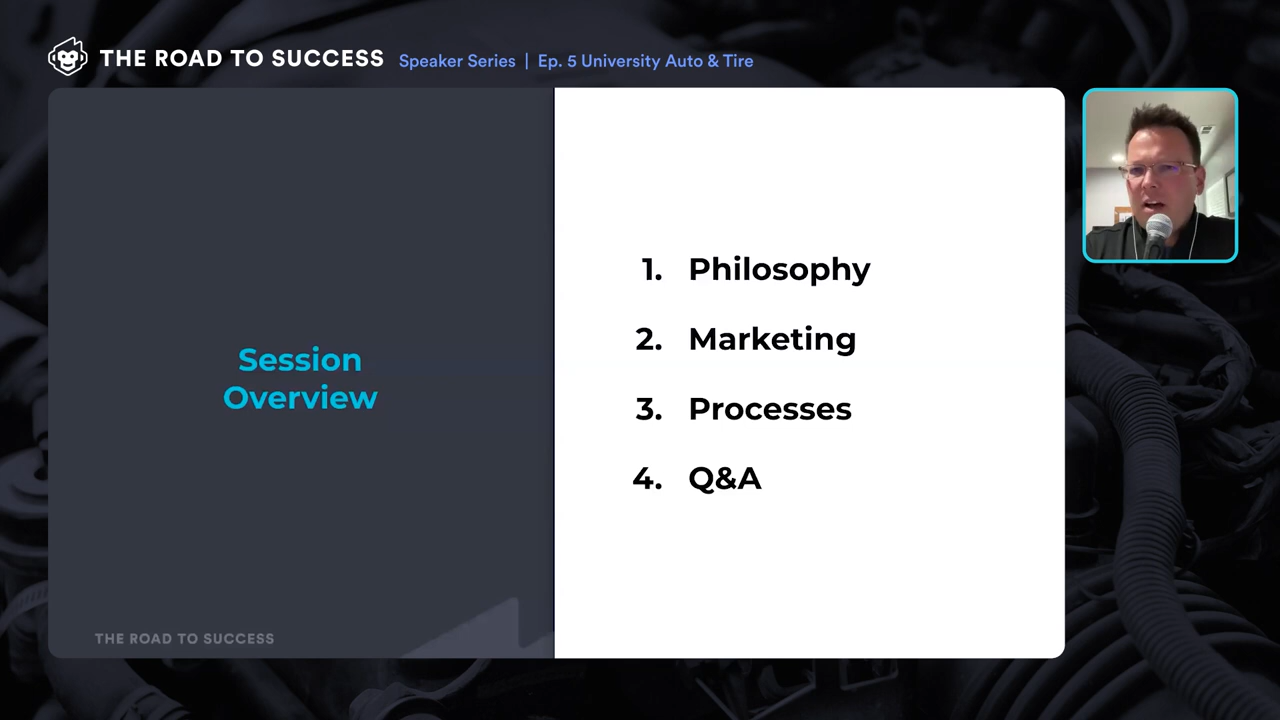 THE ROAD TO SUCCESS Speaker Series | Ep. 5 University Auto & Tire
Session
Overview
1. Philosophy
2. Marketing
3. Processes
4. Q&A
THE ROAD TO SUCCESS